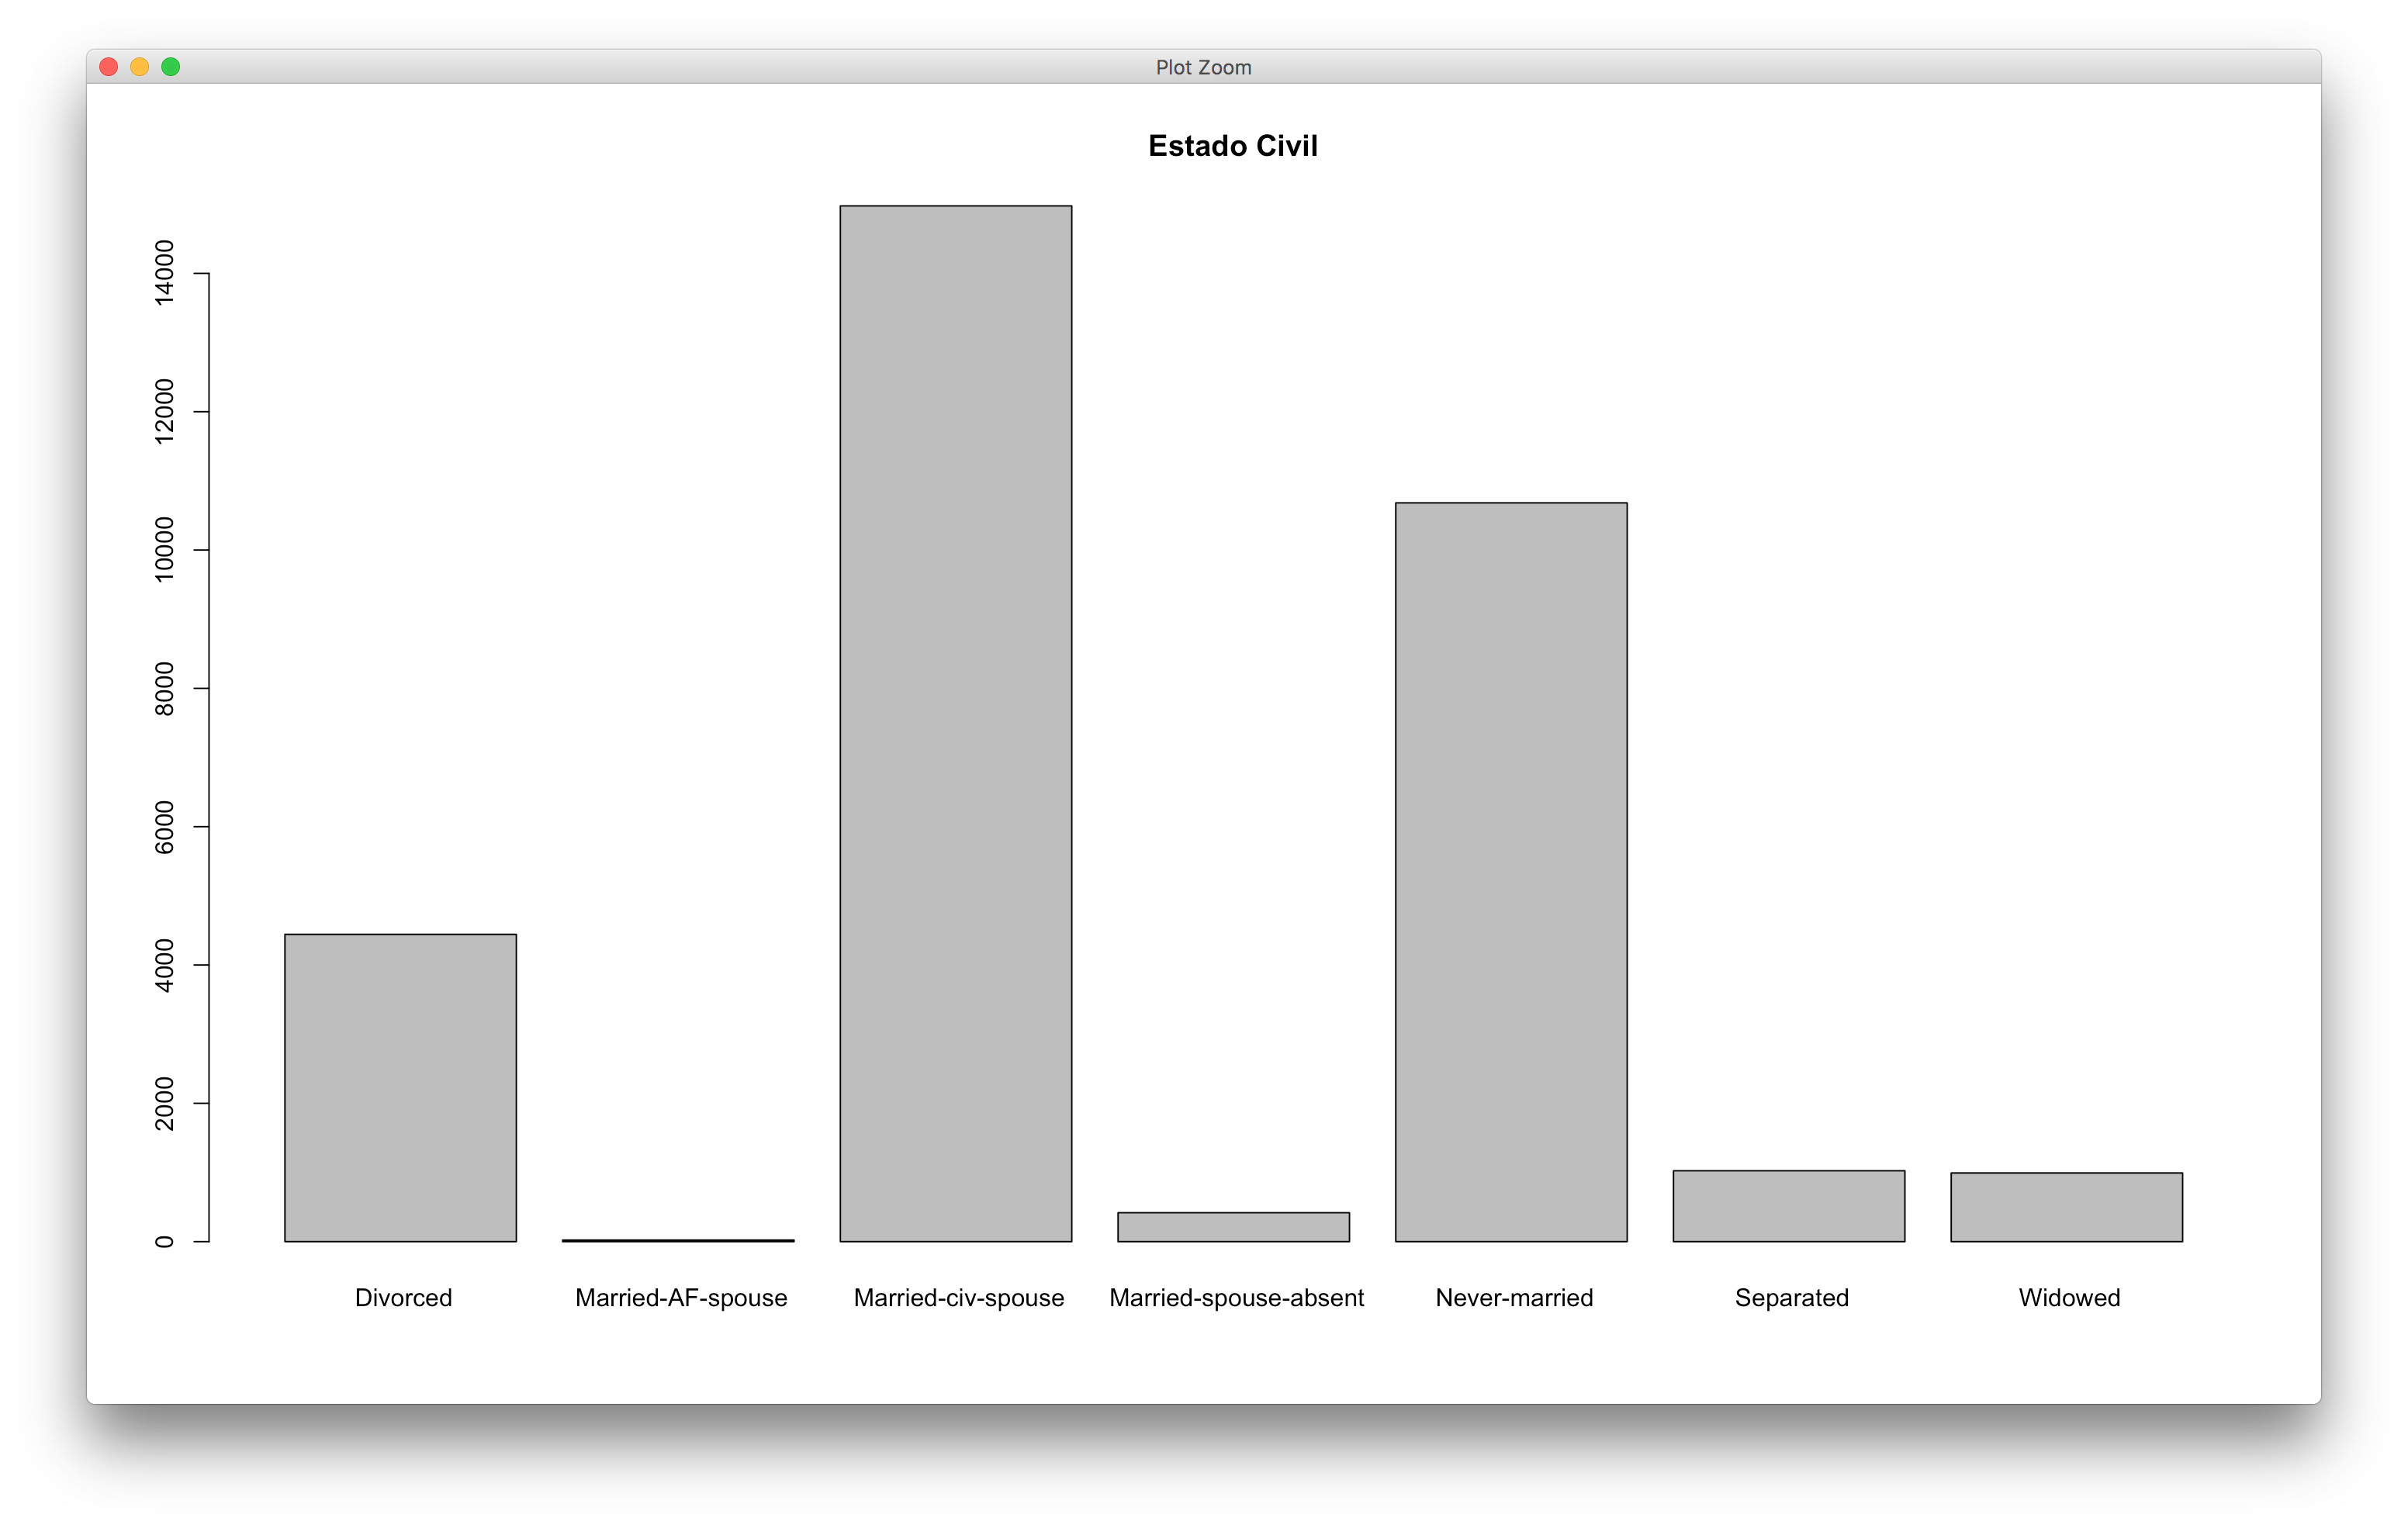 Plot Zoom
Estado Civil
14000
12000
10000
8000
6000
4000
2000
0
Divorced Married-AF-spouse Married-civ-spouse Married-spouse-absent Never-married Separated Widowed